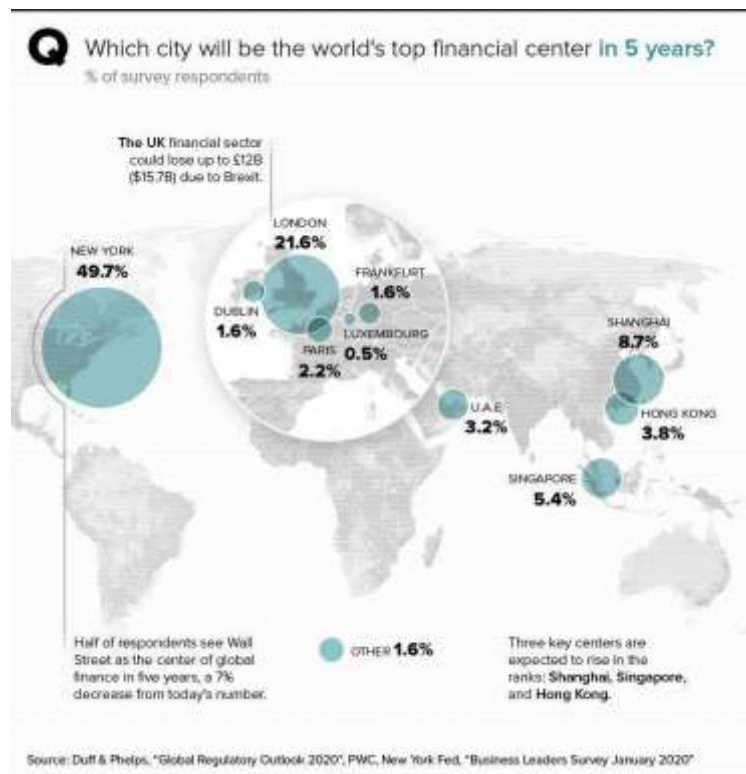 Q Which city will be the world's top financial center in 5 years?
% of survey respondents
The UK financial sector
could lose up to £12B
($15.7B) due to Brexit.
LONDON
21.6%
NEW YORK
49.7%
FRANKFURT
1.6%
DUBLIN
1.6%
LUXEMBOURG
0.5%
PARIS
2.2%
SHANGHAI
8.7%
U.A.E
3.2%
HONG KONG
3.8%
SINGAPORE
5.4%
Half of respondents see Wall
Street as the center of global
finance in five years, a 7%
decrease from today's number.
OTHER 1.6%
Three key centers are
expected to rise in the
ranks: Shanghai, Singapore,
and Hong Kong.
Source: Duff & Phelps, "Global Regulatory Outlook 2020", PWC, New York Fed, "Business Leaders Survey January 2020"